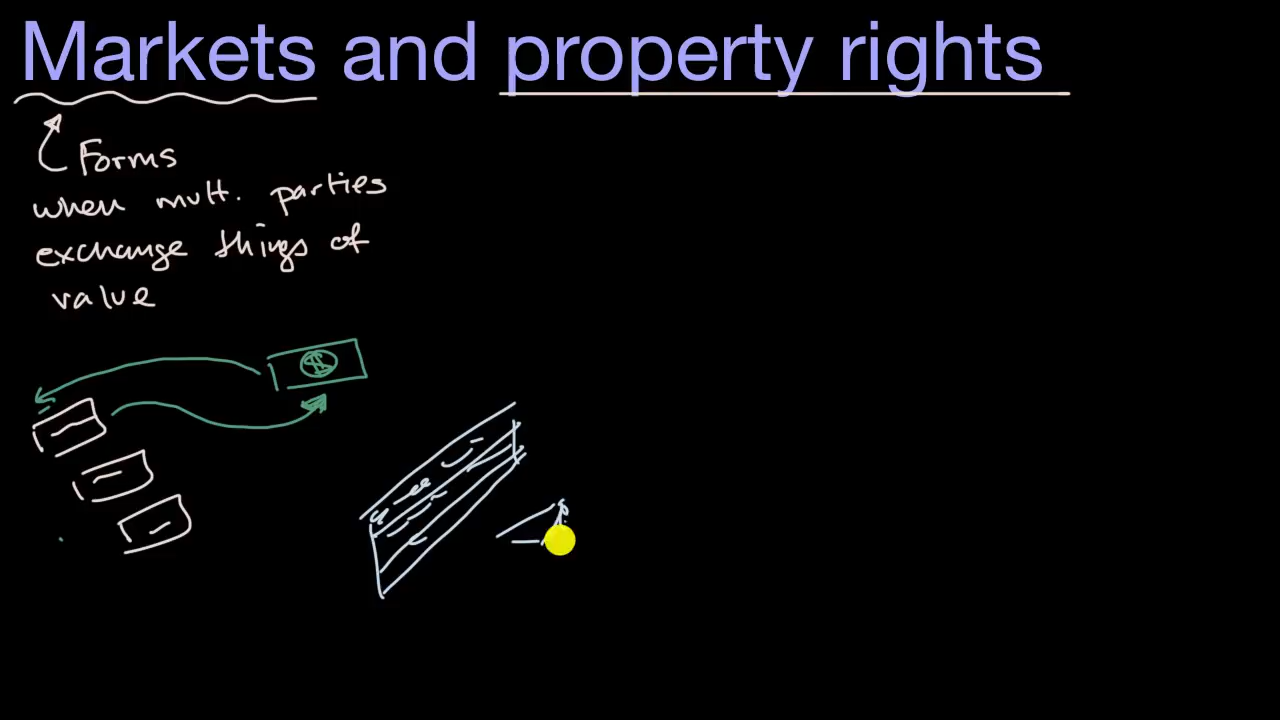 Markets and property rights
Forms
when mult. parties
exchange things of
value
$